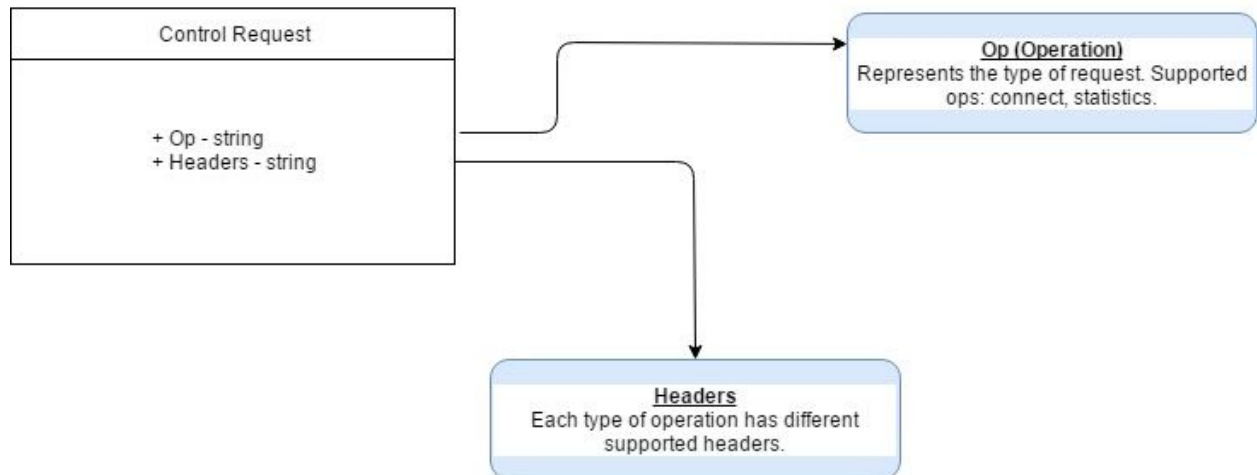 Control Request
+ Op - string
+ Headers - string
Op (Operation)
Represents the type of request. Supported
ops: connect, statistics.
Headers
Each type of operation has different
supported headers.